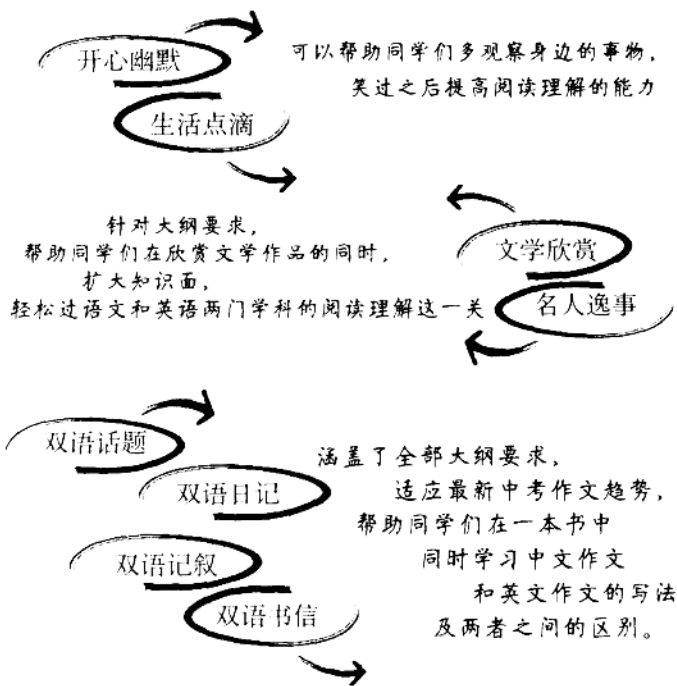 开心幽默
生活点滴
可以帮助同学们多观察身边的事物,
笑过之后提高阅读理解的能力
针对大纲要求,
帮助同学们在欣赏文学作品的同时,
扩大知识面,
轻松过语文和英语两门学科的阅读理解这一关
文学欣赏
名人逸事
双语话题
双语日记
双语记叙
双语书信
涵盖了全部大纲要求,
适应最新中考作文趋势,
帮助同学们在一本书中
同时学习中文作文
和英文作文的写法
及两者之间的区别。